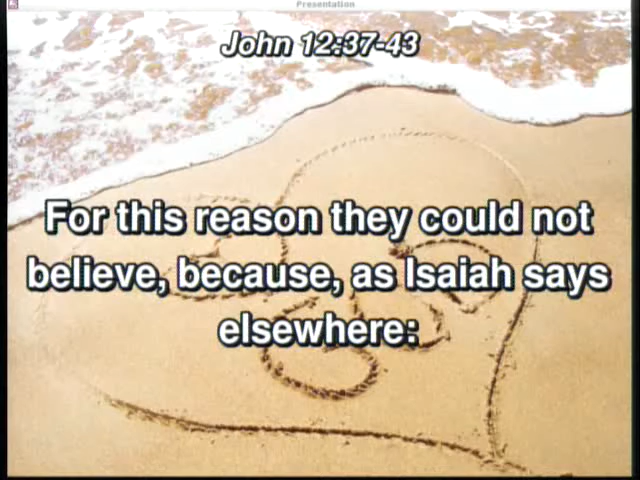 Presentation
John 12:37-43
For this reason they could not
believe, because, as Isaiah says
elsewhere: